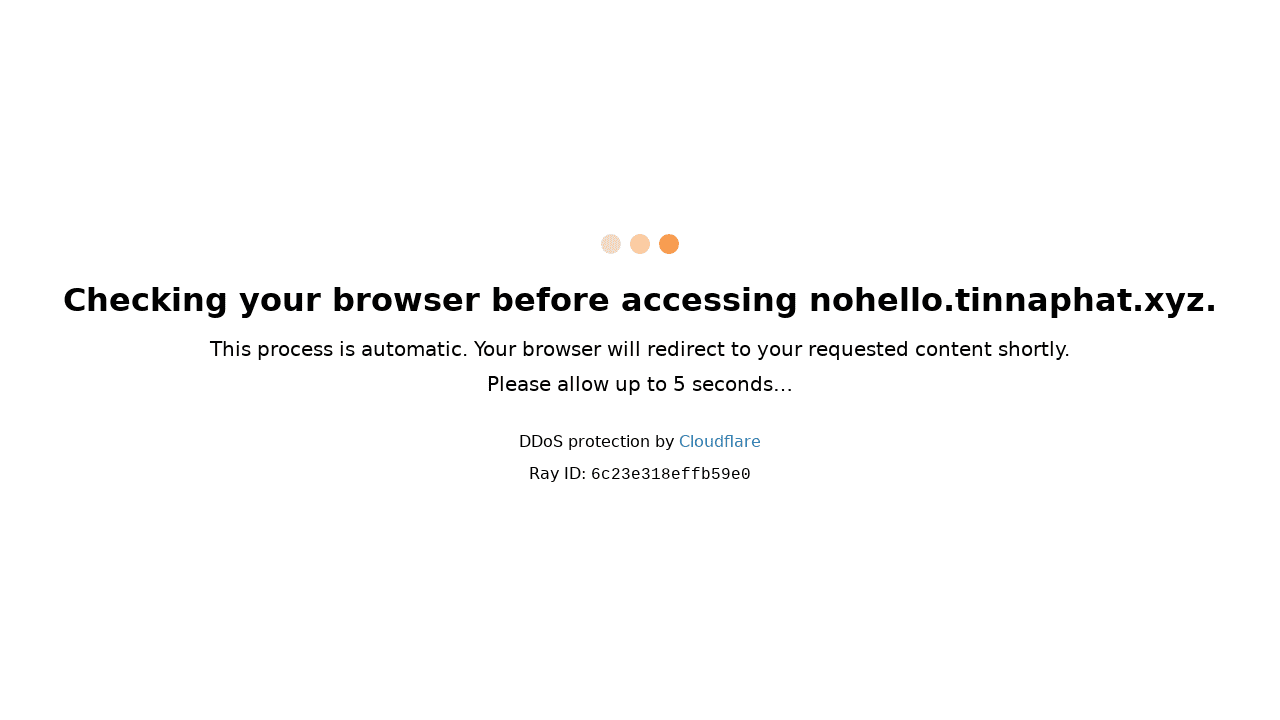 Checking your browser before accessing nohello.tinnaphat.xyz.
This process is automatic. Your browser will redirect to your requested content shortly.
Please allow up to 5 seconds…
DDoS protection by Cloudflare
Ray ID: 6c23e318effb59e0